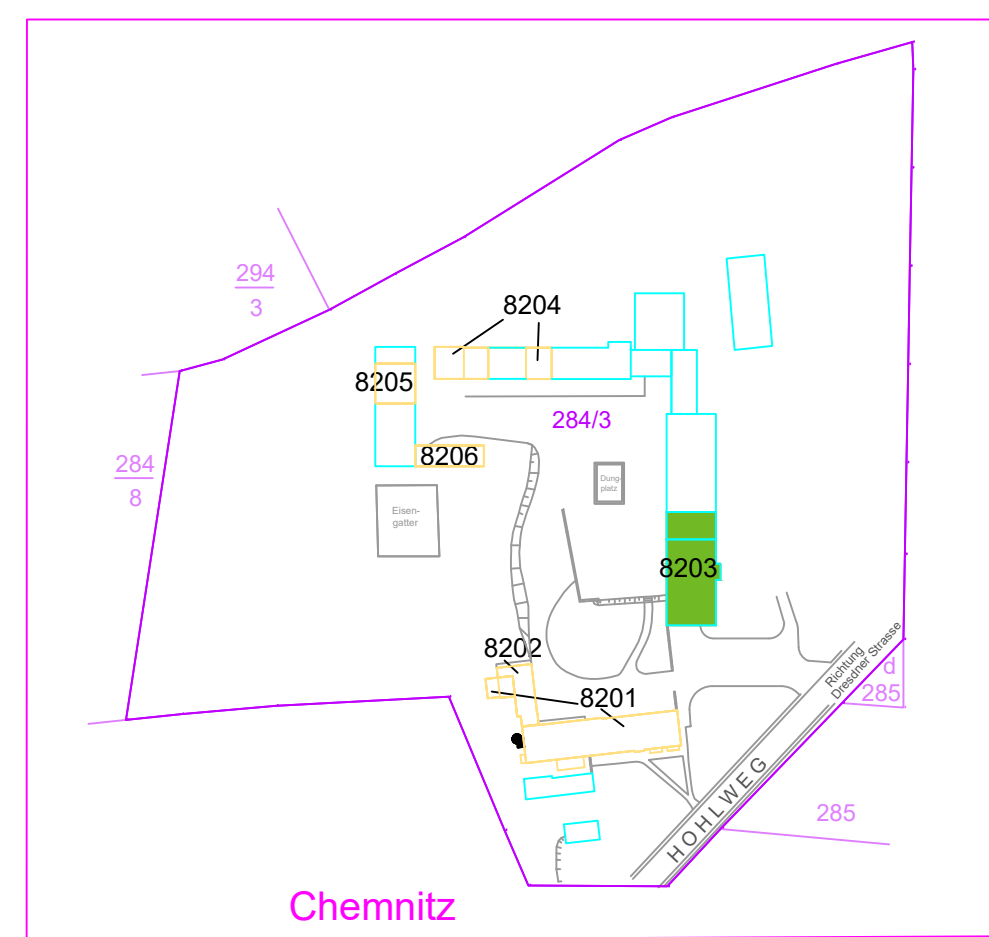 294
3
8204
8205
284/3
8206
284
8
Dung-
platz
Eisen-
gatter
8203
8202
8201
Richtung
Dresdner Strasse
d
285
HOHLWEG
285
Chemnitz